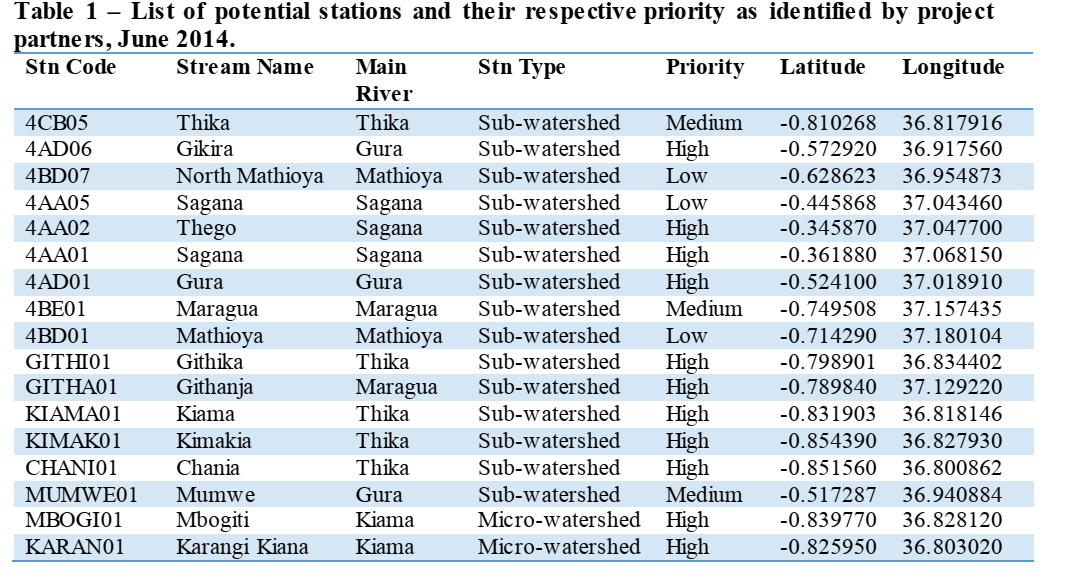 Table 1 – List of potential stations and their respective priority as identified by project
partners, June 2014.
Stn Code Stream Name Main River Stn Type Priority Latitude Longitude
4CB05 Thika Thika Sub-watershed Medium -0.810268 36.817916
4AD06 Gikira Gura Sub-watershed High -0.572920 36.917560
4BD07 North Mathioya Mathioya Sub-watershed Low -0.628623 36.954873
4AA05 Sagana Sagana Sub-watershed Low -0.445868 37.043460
4AA02 Thego Sagana Sub-watershed High -0.345870 37.047700
4AA01 Sagana Sagana Sub-watershed High -0.361880 37.068150
4AD01 Gura Gura Sub-watershed High -0.524100 37.018910
4BE01 Maragua Maragua Sub-watershed Medium -0.749508 37.157435
4BD01 Mathioya Mathioya Sub-watershed Low -0.714290 37.180104
GITHI01 Githika Thika Sub-watershed High -0.798901 36.834402
GITHA01 Githanja Maragua Sub-watershed High -0.789840 37.129220
KIAMA01 Kiama Thika Sub-watershed High -0.831903 36.818146
KIMAK01 Kimakia Thika Sub-watershed High -0.854390 36.827930
CHANI01 Chania Thika Sub-watershed High -0.851560 36.800862
MUMWE01 Mumwe Gura Sub-watershed Medium -0.517287 36.940884
MBOGI01 Mbogiti Kiama Micro-watershed High -0.839770 36.828120
KARAN01 Karangi Kiana Kiama Micro-watershed High -0.825950 36.803020